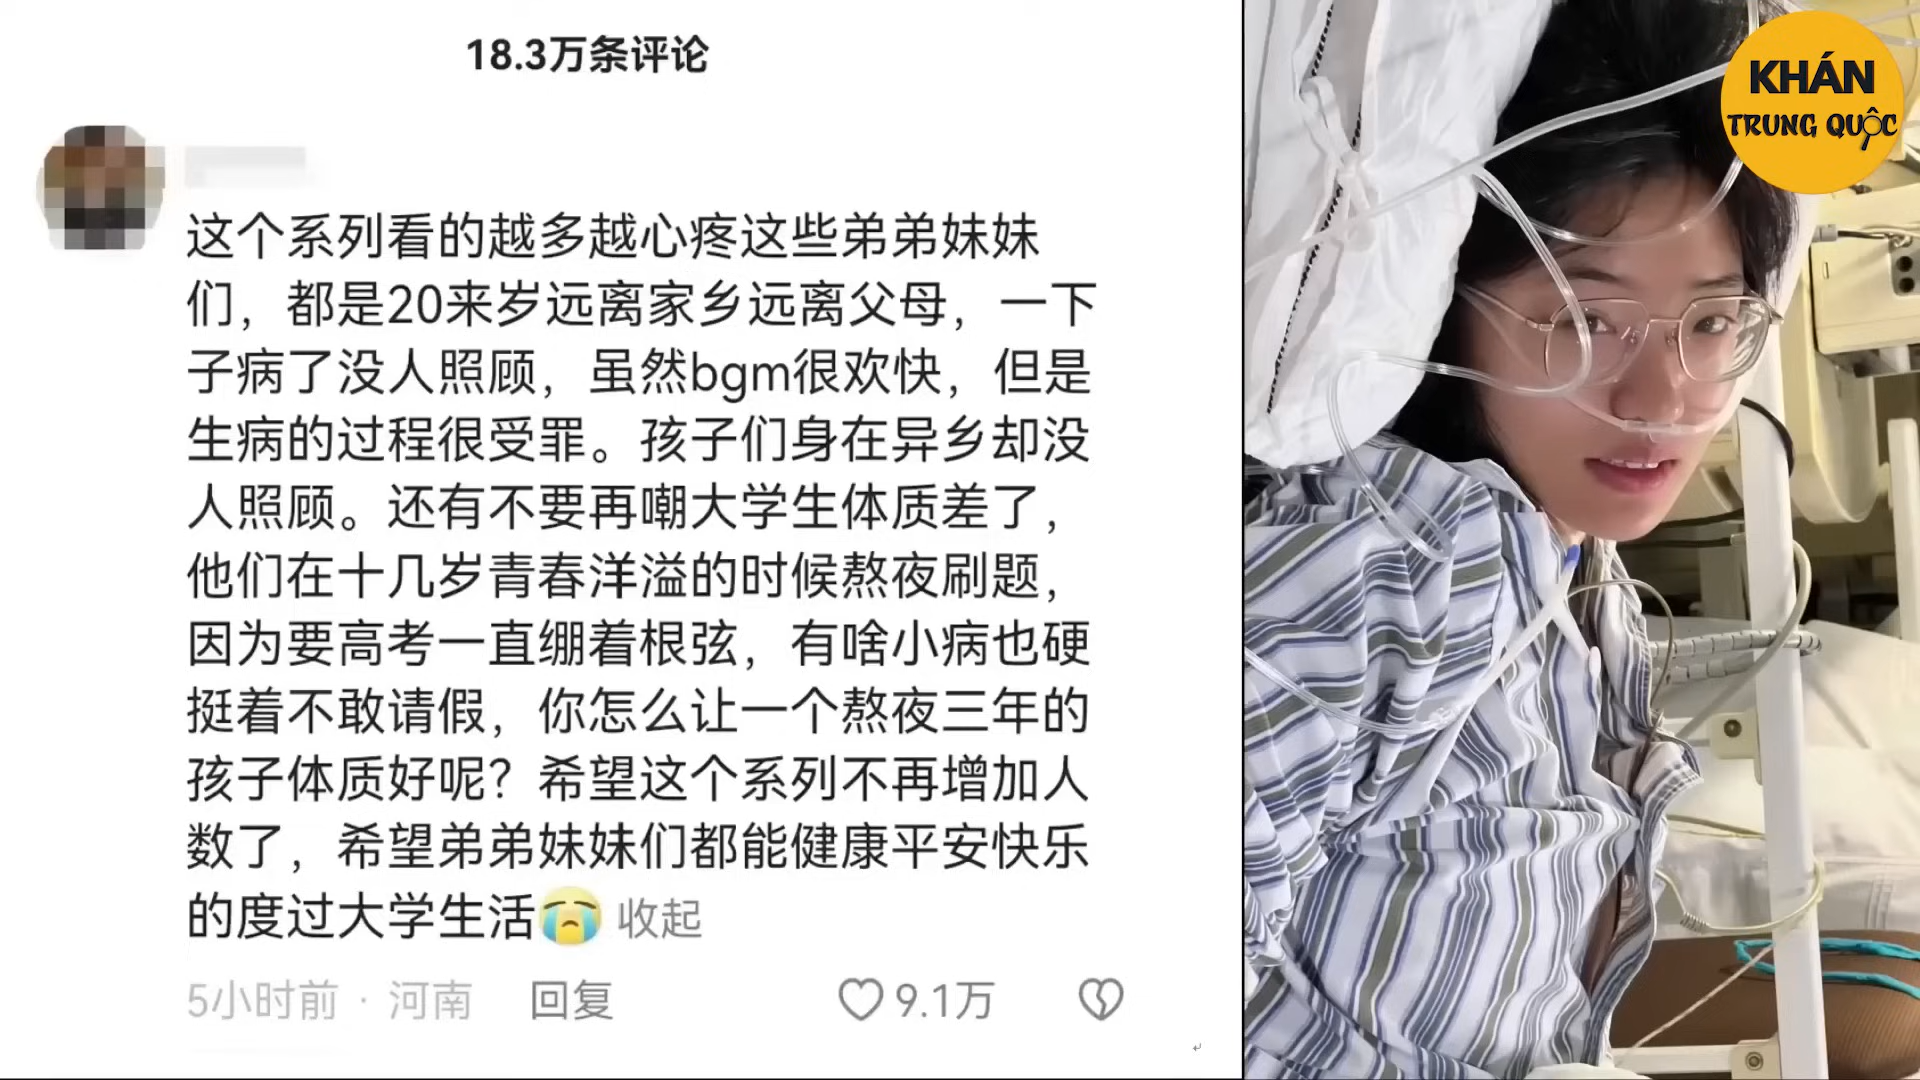 18.3万条评论
这个系列看的越多越心疼这些弟弟妹妹
们，都是20来岁远离家乡远离父母，一下
子病了没人照顾，虽然bgm很欢快，但是
生病的过程很受罪。孩子们身在异乡却没
人照顾。还有不要再嘲大学生体质差了，
他们在十几岁青春洋溢的时候熬夜刷题，
因为要高考一直绷着根弦，有啥小病也硬
挺着不敢请假，你怎么让一个熬夜三年的
孩子体质好呢？希望这个系列不再增加人
数了，希望弟弟妹妹们都能健康平安快乐
的度过大学生活😭 收起
5小时前 · 河南 回复 9.1万
KHÁN
TRUNG QUỐC